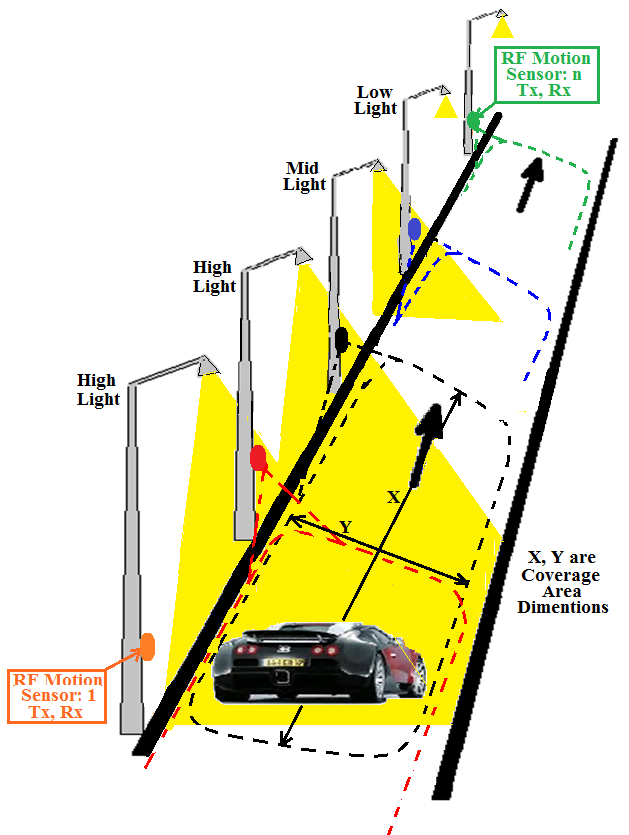 RF Motion
Sensor: n
Tx, Rx
Low
Light
Mid
Light
High
Light
High
Light
X
Y
X, Y are
Coverage
Area
Dimentions
RF Motion
Sensor: 1
Tx, Rx